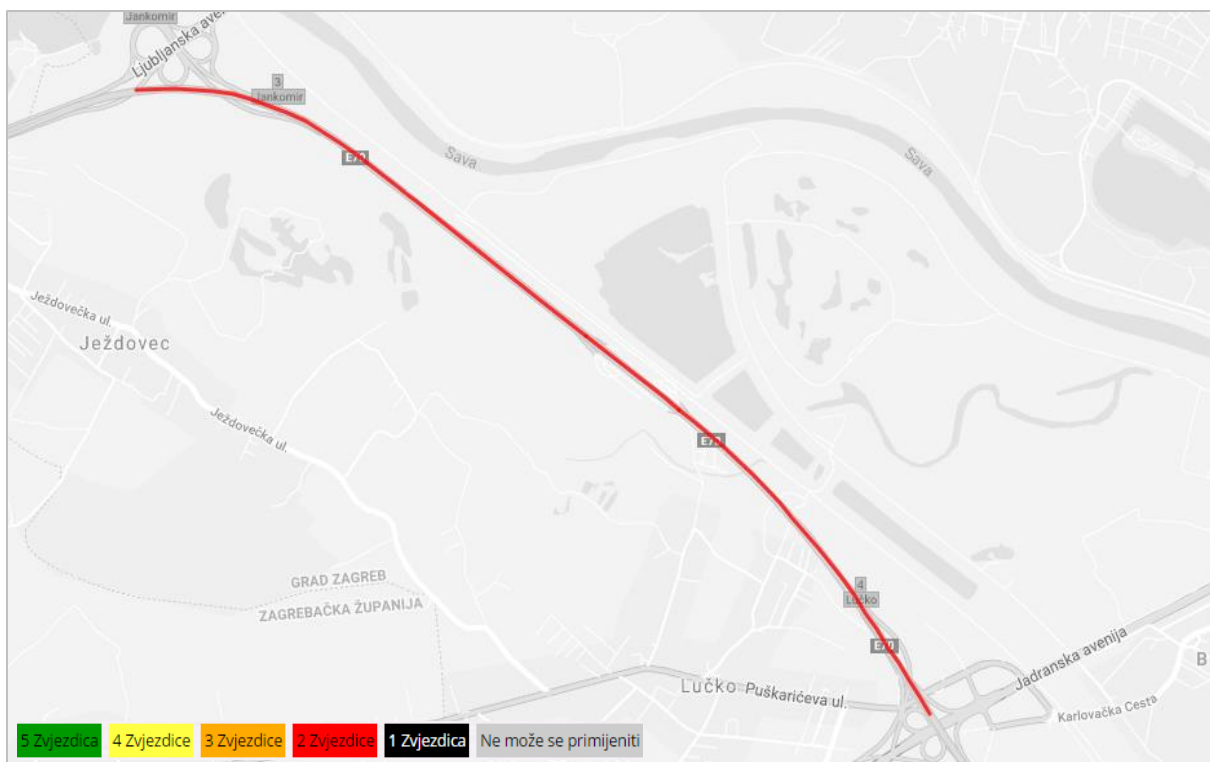 Jankomir
Ljubljanska aven
3
Jankomir
E70
Sava
Sava
Ježdovečka ul.
Ježdovec
Ježdovečka ul.
E70
GRAD ZAGREB
ZAGREBAČKA ŽUPANIJA
4
Lučko
E70
Jadranska avenija
B
Lučko
Puškarićeva ul.
Karlovačka Cesta
5 Zvjezdica
4 Zvjezdice
3 Zvjezdice
2 Zvjezdice
1 Zvjezdica
Ne može se primijeniti